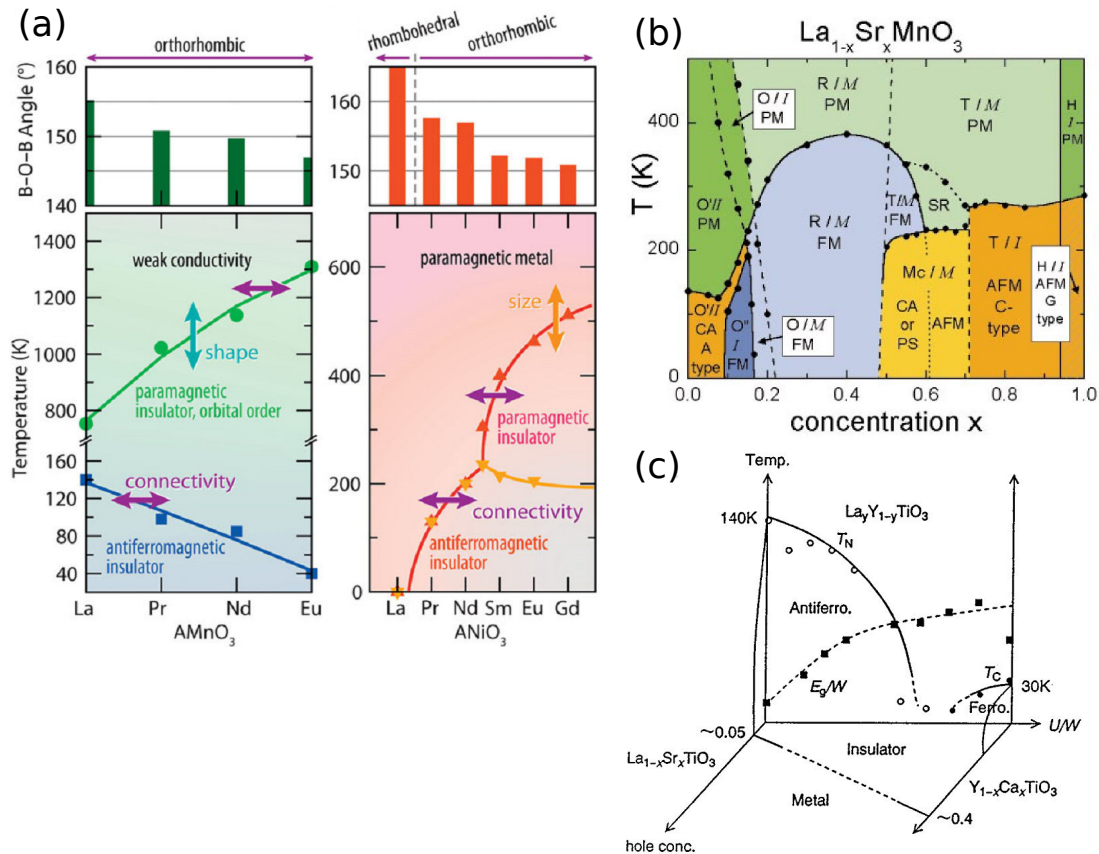 (a)
orthorhombic
B–O–B Angle (°)
160
150
140
rhombohedral
orthorhombic
160
150
Temperature (K)
1400
1200
1000
800
160
120
80
40
weak conductivity
shape
paramagnetic
insulator, orbital order
connectivity
antiferromagnetic
insulator
La Pr Nd Eu
AMnO₃
600
400
200
0
paramagnetic metal
size
paramagnetic
insulator
connectivity
antiferromagnetic
insulator
La Pr Nd Sm Eu Gd
ANiO₃
(b)
La₁₋ₓSrₓMnO₃
T (K)
400
200
0
O / I
PM
R / M
PM
T / M
PM
H
I
PM
O'/I
PM
R / M
FM
T/M
FM
SR
T / I
AFM
C-
type
H / I
AFM
G
type
Mc / M
CA
or
PS
AFM
O'/I
CA
A
type
O''
I
FM
O / M
FM
0.0 0.2 0.4 0.6 0.8 1.0
concentration x
(c)
Temp.
140K
LaᵧY₁₋ᵧTiO₃
T_N
Antiferro.
E_g/W
T_C
30K
Ferro.
U/W
~0.05
La₁₋ₓSrₓTiO₃
Insulator
Y₁₋ₓCaₓTiO₃
Metal
~0.4
hole conc.